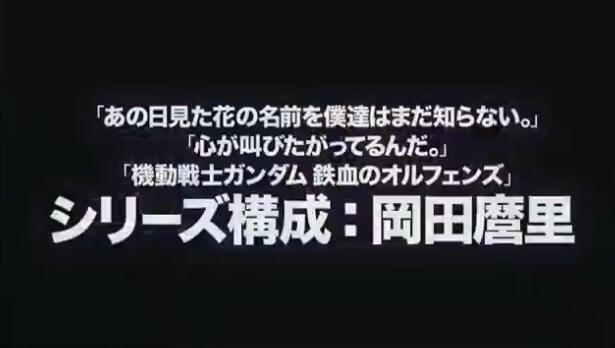 「あの日見た花の名前を僕達はまだ知らない。」
「心が叫びたがってるんだ。」
「機動戦士ガンダム 鉄血のオルフェンズ」
シリーズ構成：岡田麿里